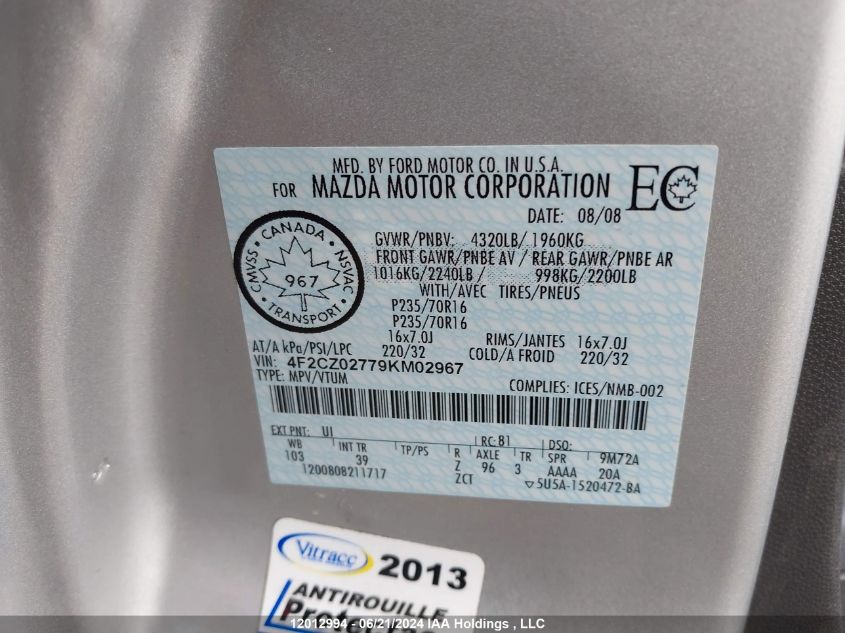 MFD. BY FORD MOTOR CO. IN U.S.A.
FOR MAZDA MOTOR CORPORATION
EC
DATE: 08/08
CANADA
CMVSS
NSVAC
967
TRANSPORT
GVWR/PNBV: 4320LB/ 1960KG
FRONT GAWR/PNBE AV / REAR GAWR/PNBE AR
1016KG/2240LB / 998KG/2200LB
WITH/AVEC TIRES/PNEUS
P235/70R16
P235/70R16
16x7.0J RIMS/JANTES 16x7.0J
AT/A kPa/PSI/LPC 220/32 COLD/A FROID 220/32
VIN: 4F2CZ02779KM02967
TYPE: MPV/VTUM COMPLIES: ICES/NMB-002
EXT PNT: UI RC: 81 DSO:
WB INT TR TP/PS R AXLE TR SPR 9M72A
103 39 Z 96 3 AAAA 20A
1200808211717 ZCT ▽5U5A-1520472-BA
Vitracc 2013
ANTIROUILLE
12012994 - 06/21/2024 IAA Holdings , LLC